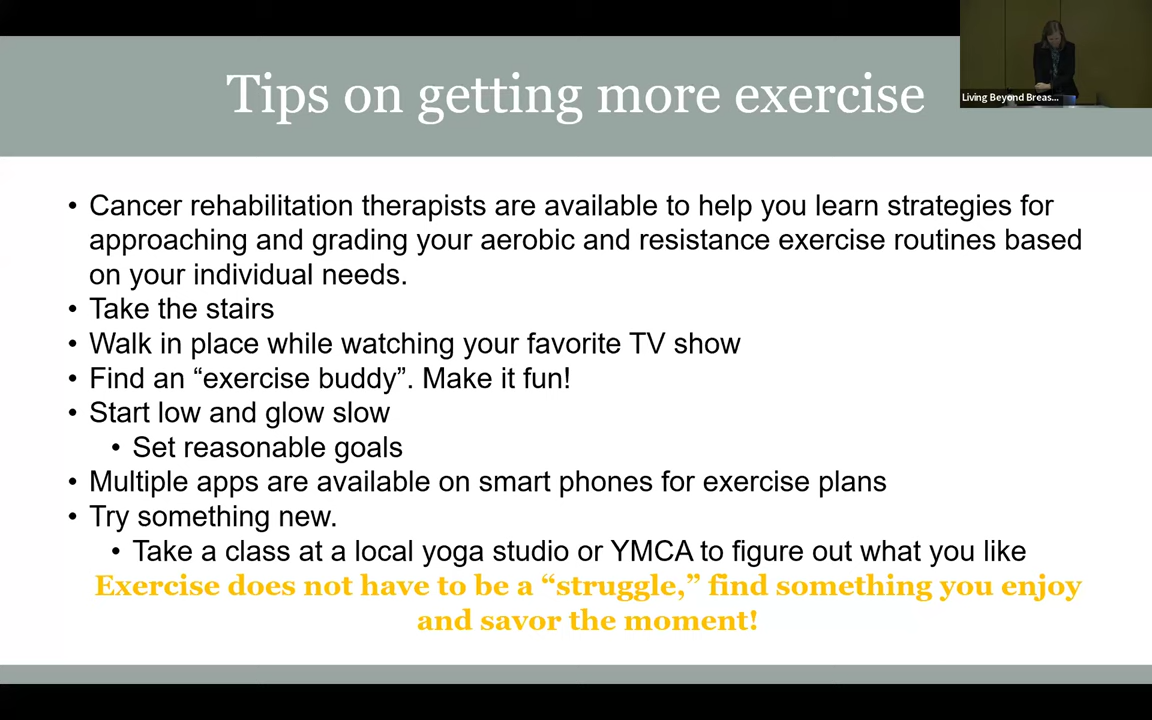 Tips on getting more exercise
Living Beyond Breas...
• Cancer rehabilitation therapists are available to help you learn strategies for
approaching and grading your aerobic and resistance exercise routines based
on your individual needs.
• Take the stairs
• Walk in place while watching your favorite TV show
• Find an “exercise buddy”. Make it fun!
• Start low and glow slow
• Set reasonable goals
• Multiple apps are available on smart phones for exercise plans
• Try something new.
• Take a class at a local yoga studio or YMCA to figure out what you like
Exercise does not have to be a “struggle,” find something you enjoy
and savor the moment!